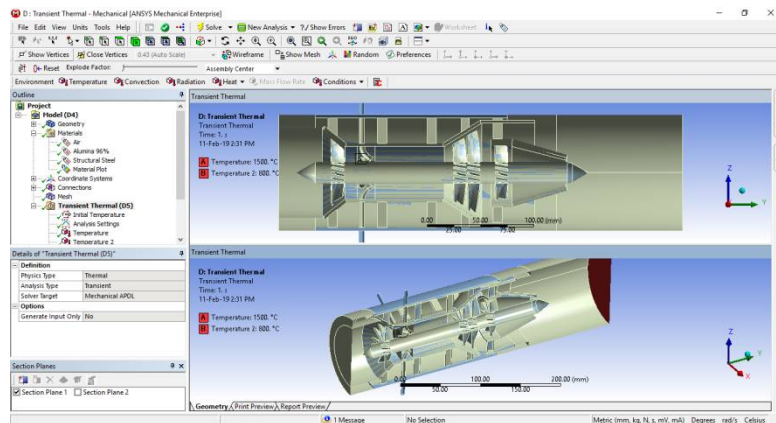 D : Transient Thermal - Mechanical [ANSYS Mechanical Enterprise]
File Edit View Units Tools Help Solve New Analysis ?/ Show Errors Worksheet
Show Vertices Close Vertices 0.43 (Auto Scale) Wireframe Show Mesh Random Preferences
Reset Explode Factor: Assembly Center
Environment Temperature Convection Radiation Heat Mass Flow Rate Conditions
Outline
Project
Model (D4)
Geometry
Materials
Air
Alumina 96%
Structural Steel
Material Plot
Coordinate Systems
Connections
Mesh
Transient Thermal (D5)
Initial Temperature
Analysis Settings
Temperature
Temperature 2
Details of "Transient Thermal (D5)"
Definition
Physics Type Thermal
Analysis Type Transient
Solver Target Mechanical APDL
Options
Generate Input Only No
Section Planes
Section Plane 1 Section Plane 2
Transient Thermal
D: Transient Thermal
Transient Thermal
Time: 1. s
11-Feb-19 2:31 PM
A Temperature: 1500. °C
B Temperature 2: 800. °C
0.00 50.00 100.00 (mm)
25.00 75.00
Z
Y
Transient Thermal
D: Transient Thermal
Transient Thermal
Time: 1. s
11-Feb-19 2:31 PM
A Temperature: 1500. °C
B Temperature 2: 800. °C
0.00 100.00 200.00 (mm)
50.00 150.00
Z
Y
X
Geometry Print Preview Report Preview
1 Message No Selection Metric (mm, kg, N, s, mV, mA) Degrees rad/s Celsius